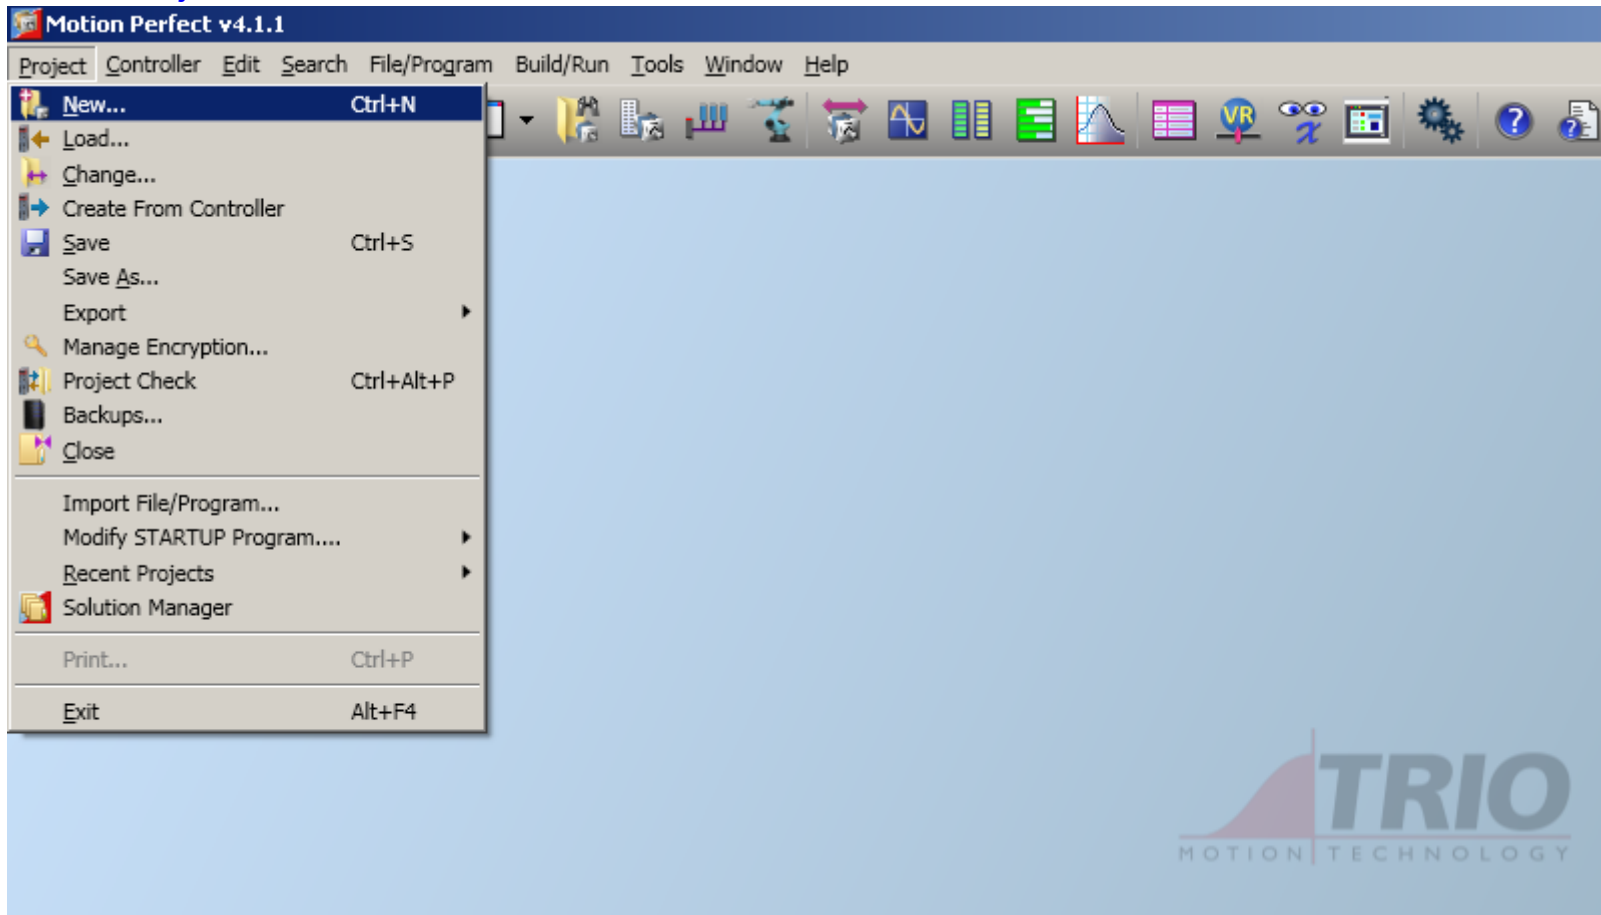 Motion Perfect v4.1.1
Project Controller Edit Search File/Program Build/Run Tools Window Help
New... Ctrl+N
Load...
Change...
Create From Controller
Save Ctrl+S
Save As...
Export
Manage Encryption...
Project Check Ctrl+Alt+P
Backups...
Close
Import File/Program...
Modify STARTUP Program....
Recent Projects
Solution Manager
Print... Ctrl+P
Exit Alt+F4
VR
x
?
?
TRIO
MOTION TECHNOLOGY